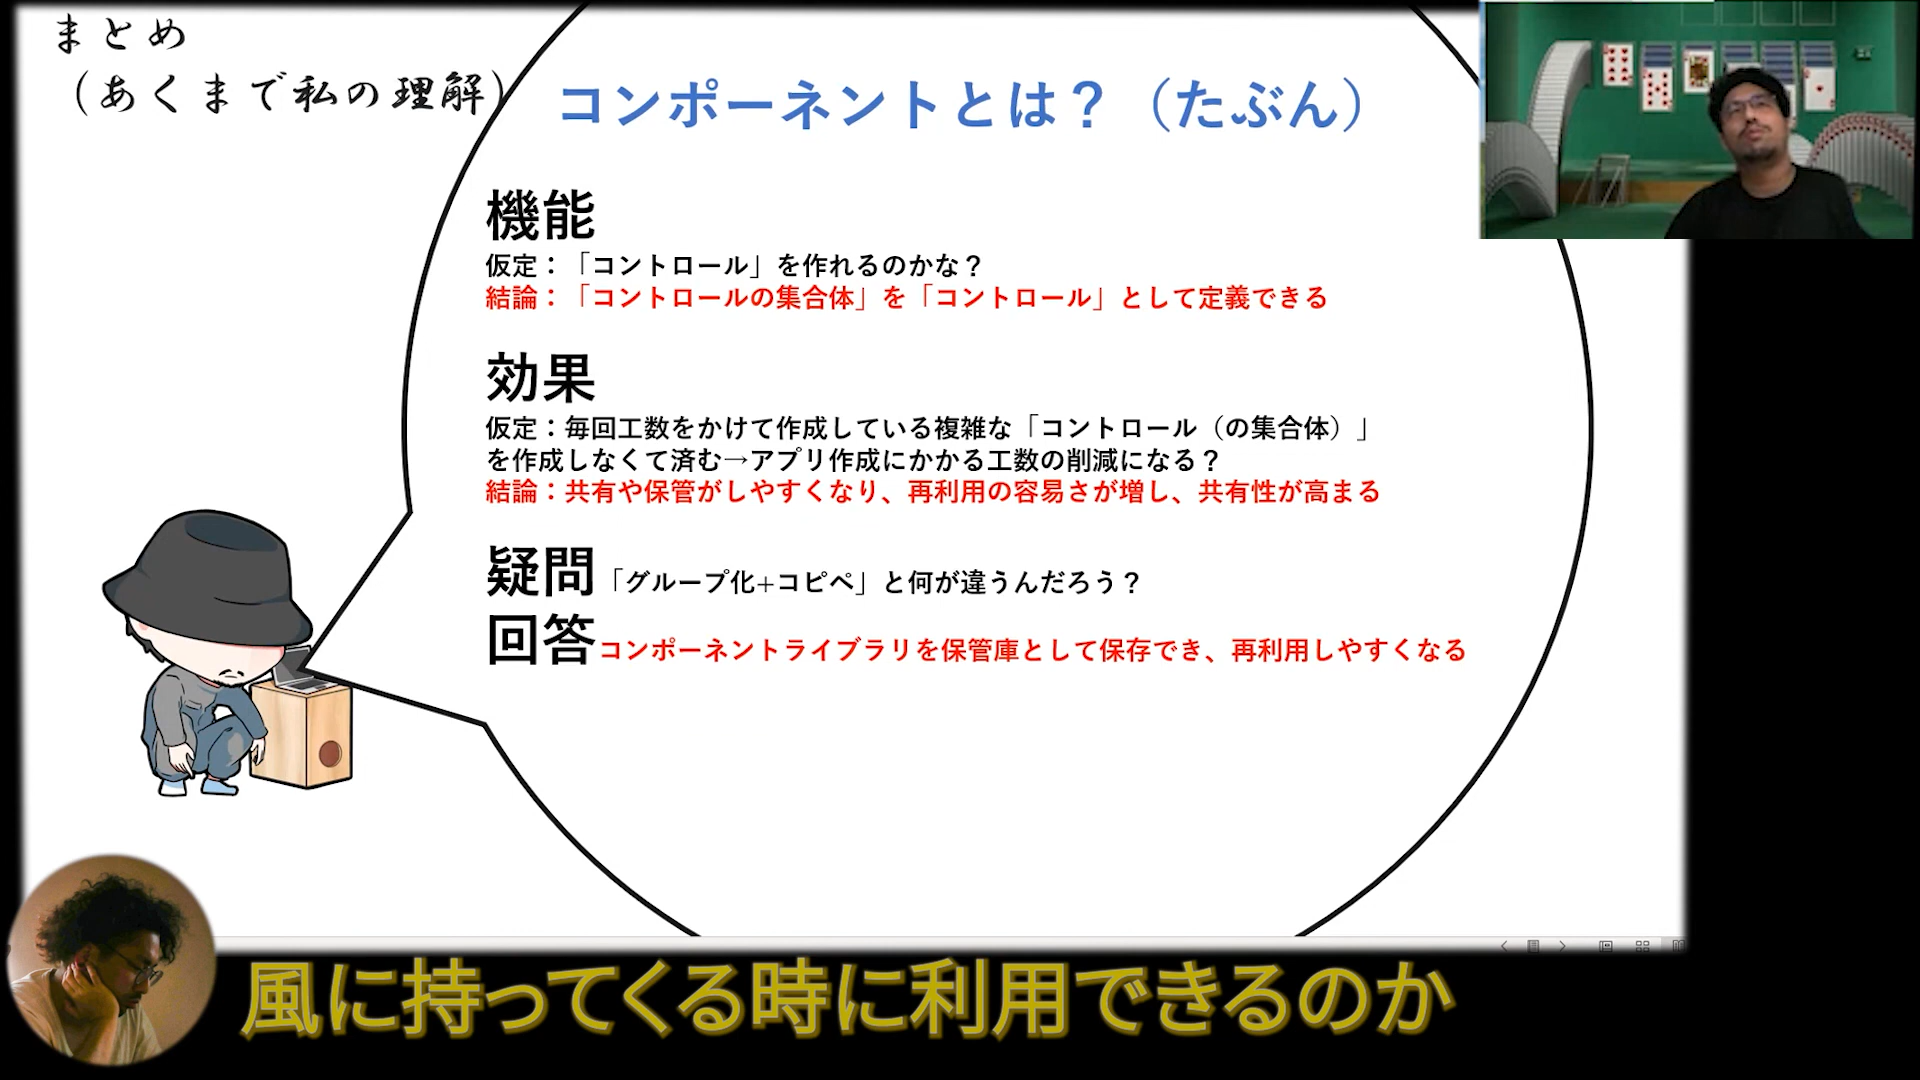 まとめ
（あくまで私の理解）
コンポーネントとは？（たぶん）
機能
仮定：「コントロール」を作れるのかな？
結論：「コントロールの集合体」を「コントロール」として定義できる
効果
仮定：毎回工数をかけて作成している複雑な「コントロール（の集合体）」
を作成しなくて済む→アプリ作成にかかる工数の削減になる？
結論：共有や保管がしやすくなり、再利用の容易さが増し、共有性が高まる
疑問「グループ化+コピペ」と何が違うんだろう？
回答コンポーネントライブラリを保管庫として保存でき、再利用しやすくなる
風に持ってくる時に利用できるのか